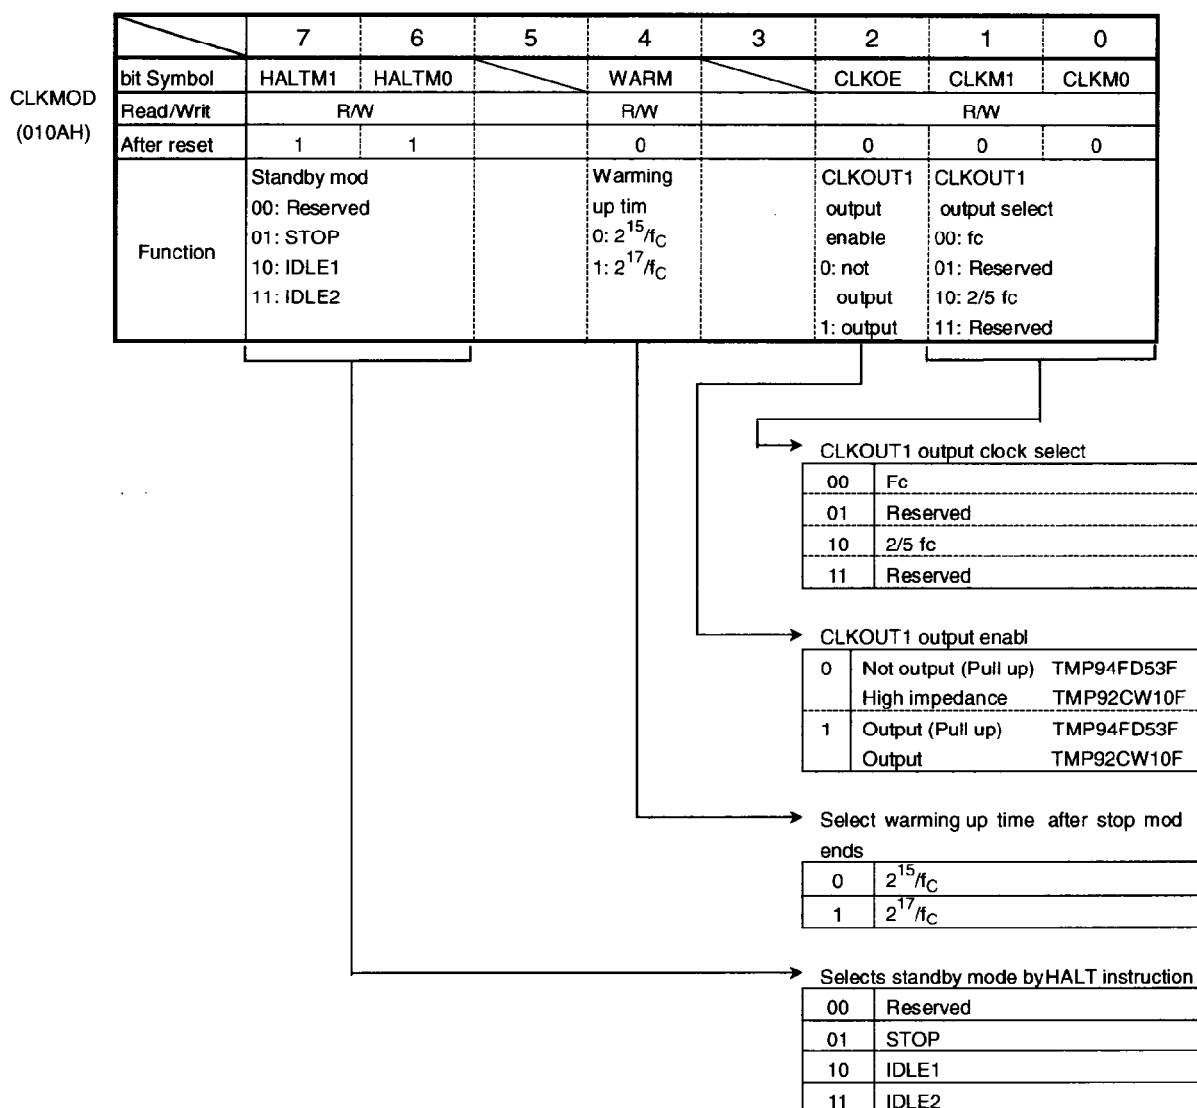 7 6 5 4 3 2 1 0
bit Symbol HALTM1 HALTM0 WARM CLKOE CLKM1 CLKM0
CLKMOD
(010AH)
Read/Writ R/W R/W R/W
After reset 1 1 0 0 0 0
Function
Standby mod
00: Reserved
01: STOP
10: IDLE1
11: IDLE2
Warming
up tim
0: 2^15/fC
1: 2^17/fC
CLKOUT1
output
enable
0: not
output
1: output
CLKOUT1
output select
00: fc
01: Reserved
10: 2/5 fc
11: Reserved
CLKOUT1 output clock select
00 Fc
01 Reserved
10 2/5 fc
11 Reserved
CLKOUT1 output enabl
0 Not output (Pull up) TMP94FD53F
High impedance TMP92CW10F
1 Output (Pull up) TMP94FD53F
Output TMP92CW10F
Select warming up time after stop mod
ends
0 2^15/fC
1 2^17/fC
Selects standby mode byHALT instruction
00 Reserved
01 STOP
10 IDLE1
11 IDLE2